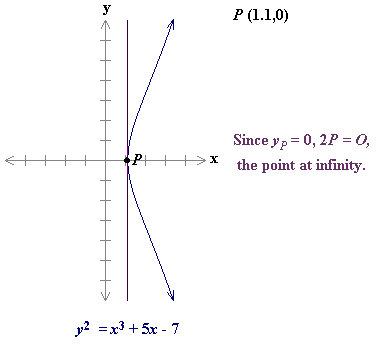 y
P (1.1,0)
x
P
Since yP = 0, 2P = O,
the point at infinity.
y² = x³ + 5x - 7